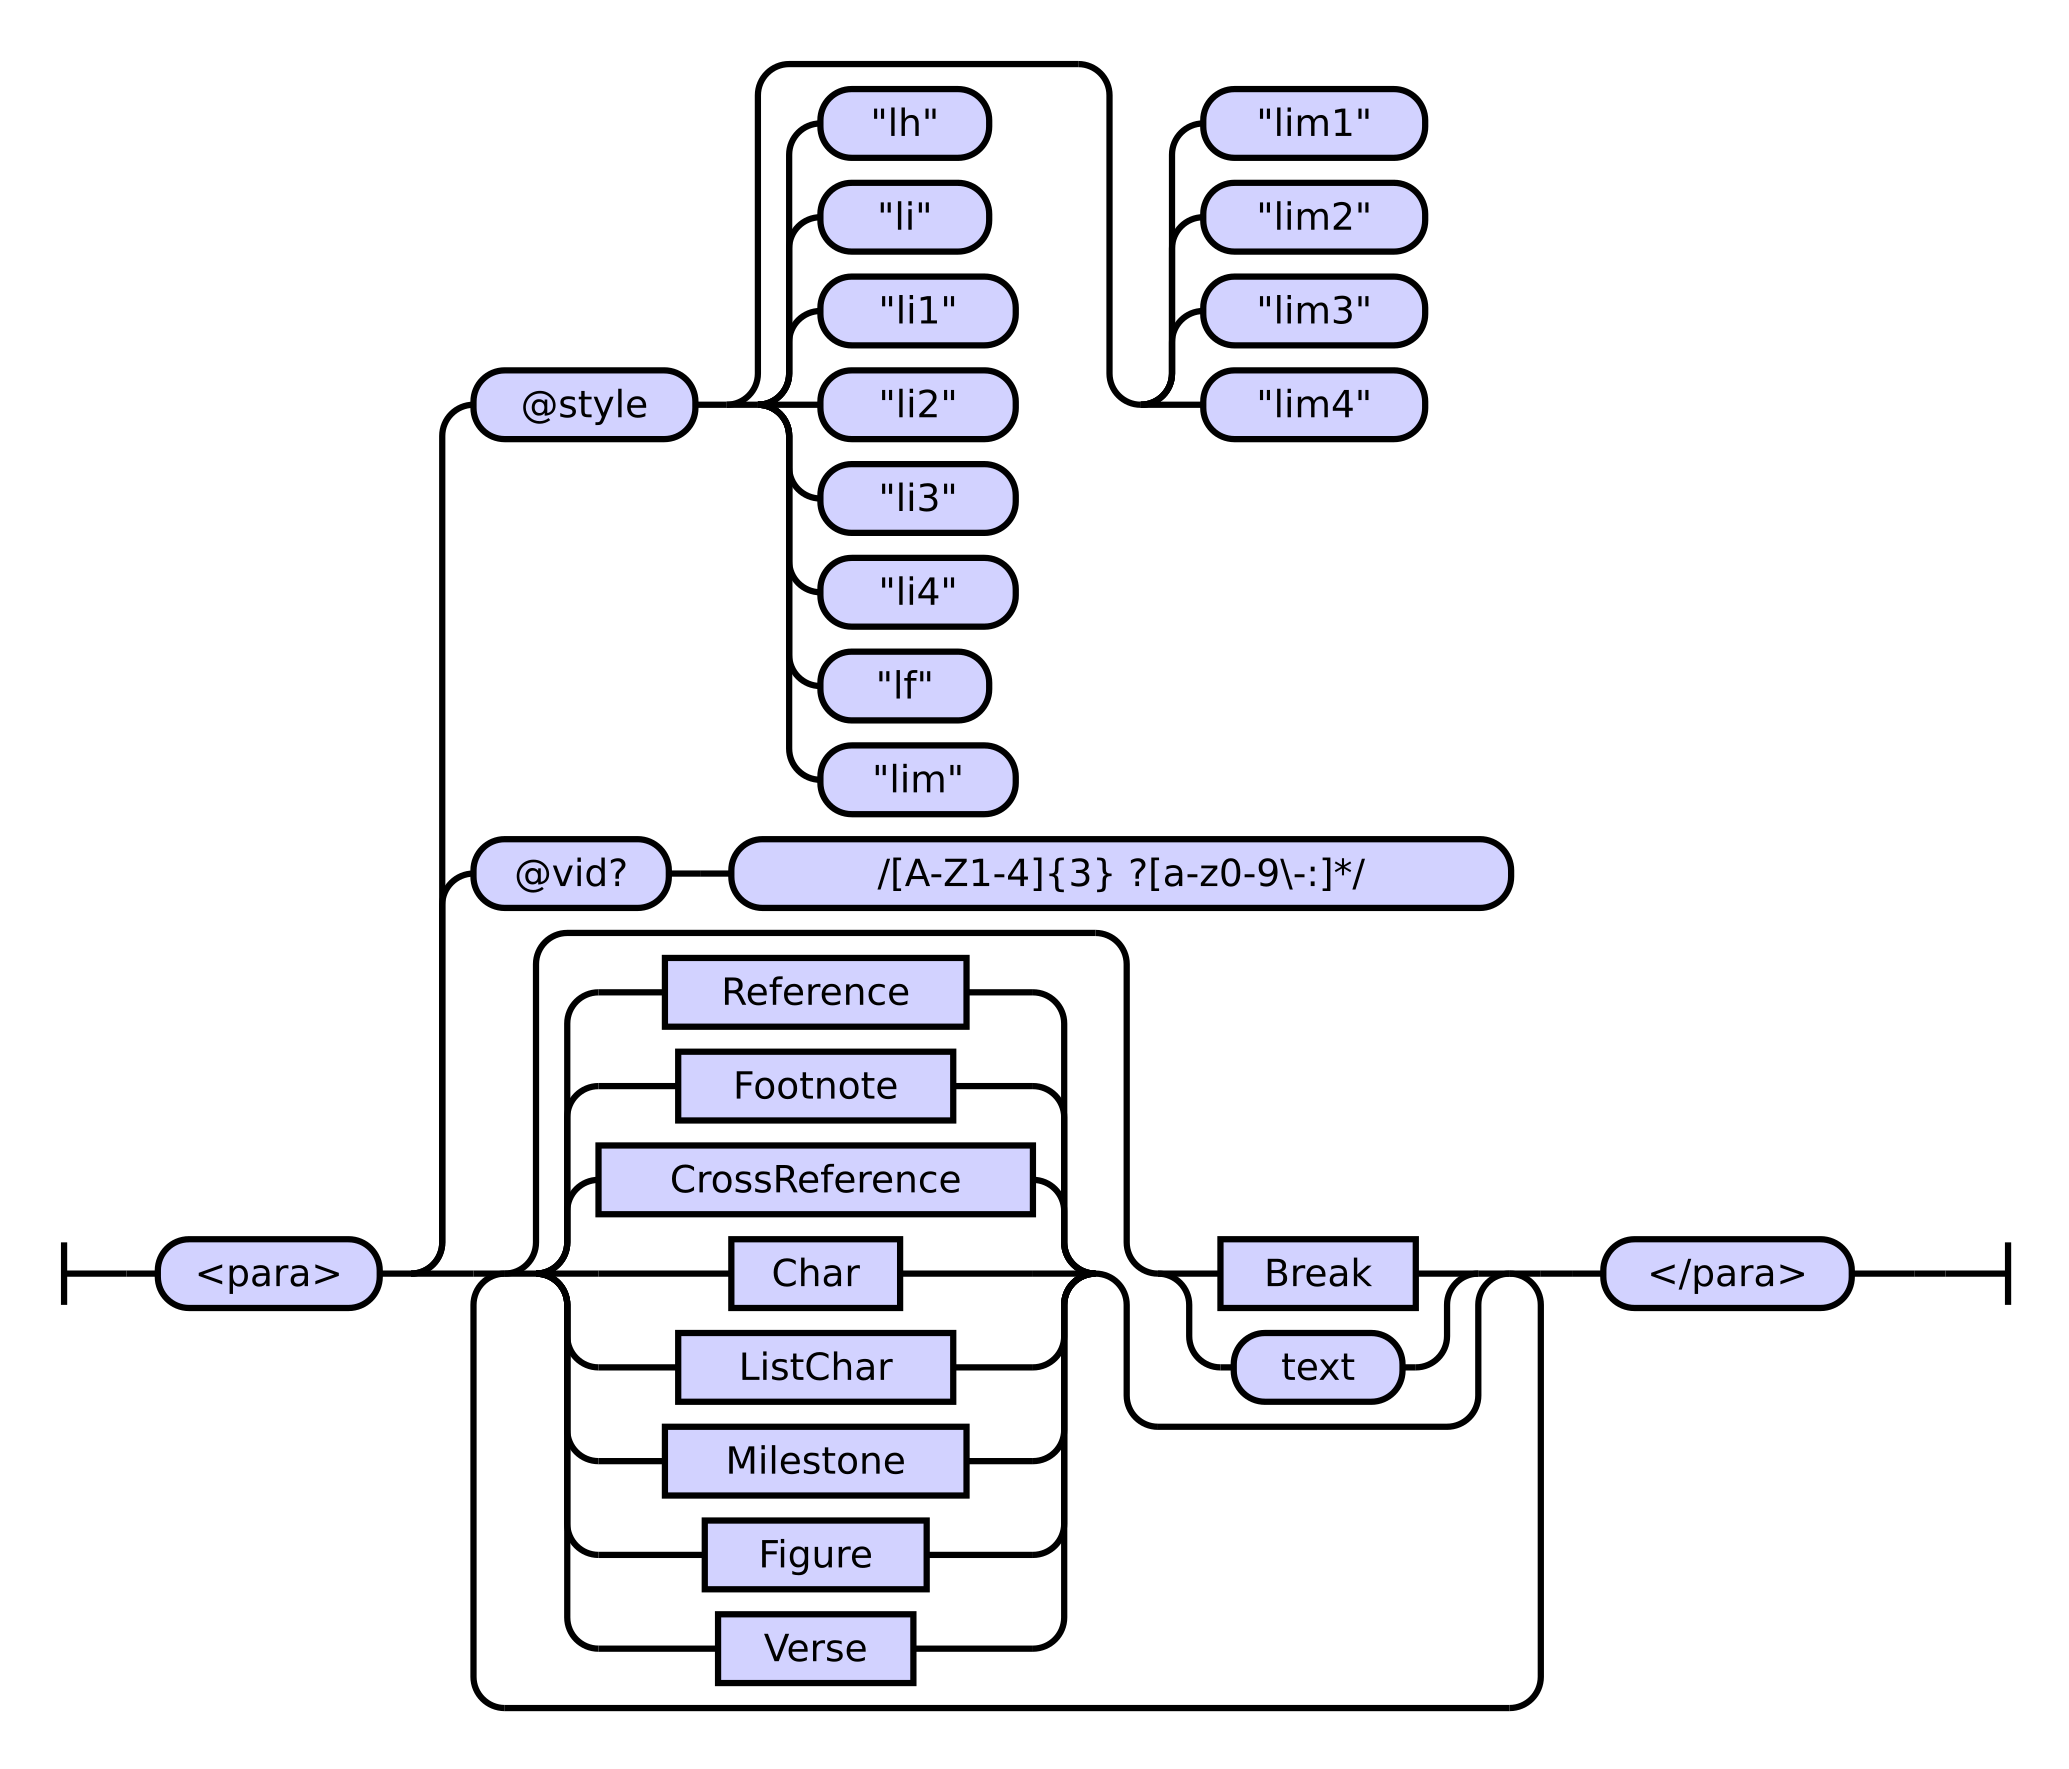 "lh"
"lim1"
"li"
"lim2"
"li1"
"lim3"
@style
"li2"
"lim4"
"li3"
"li4"
"lf"
"lim"
@vid?
/[A-Z1-4]{3} ?[a-z0-9\-:]*/
Reference
Footnote
CrossReference
<para>
Char
Break
</para>
ListChar
text
Milestone
Figure
Verse